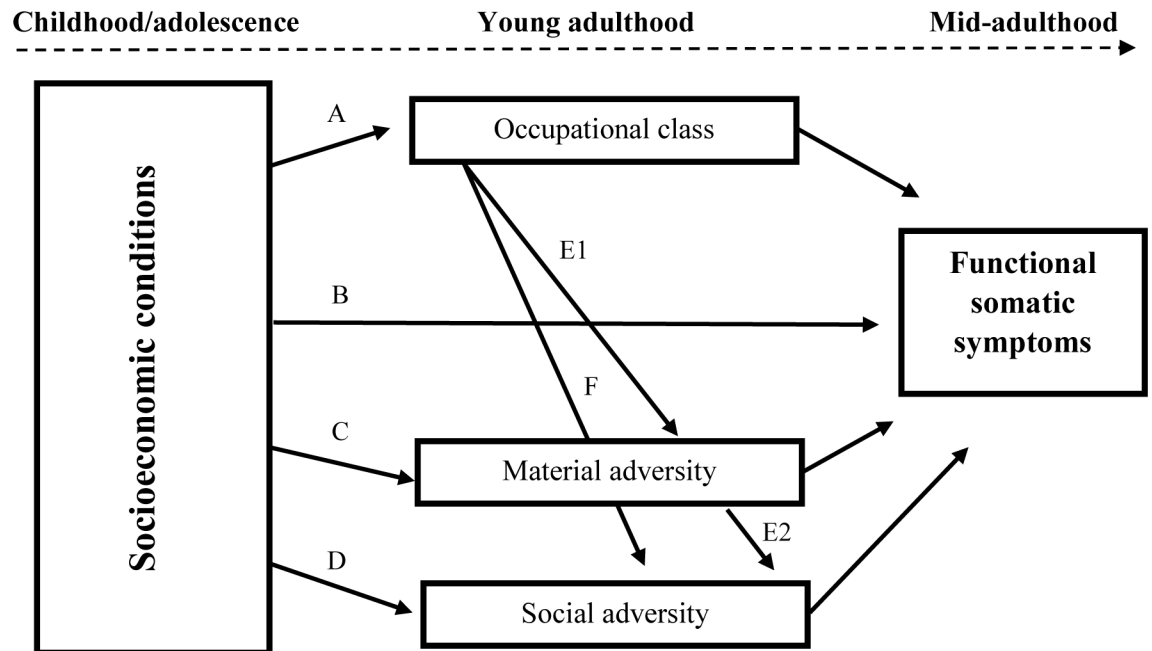 Childhood/adolescence Young adulthood Mid-adulthood
A
Occupational class
Socioeconomic conditions
E1
Functional
somatic
symptoms
B
F
C
Material adversity
E2
D
Social adversity